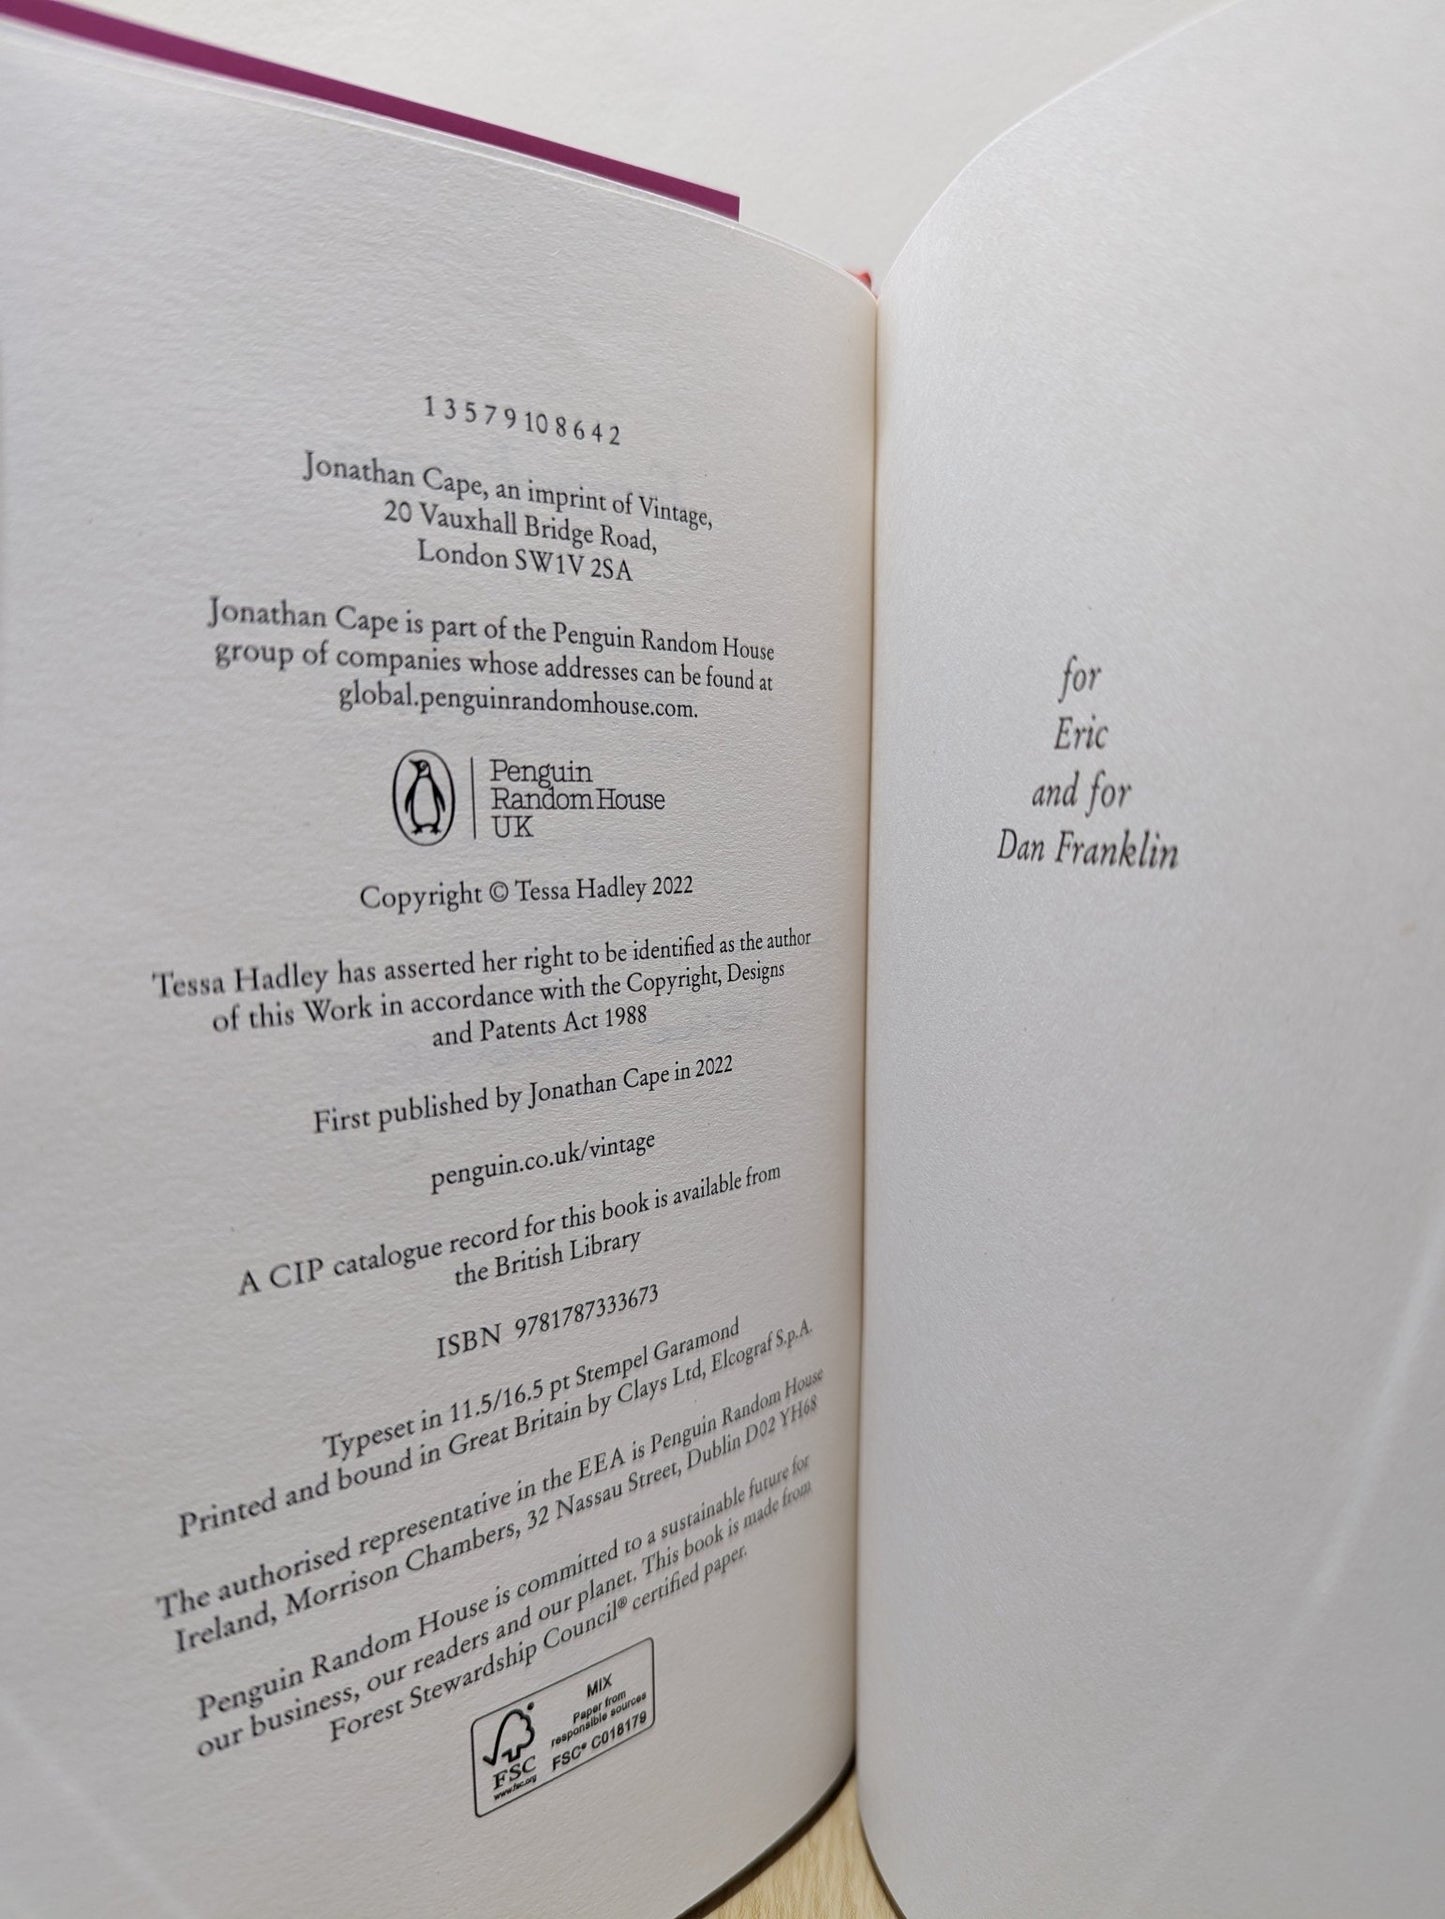 1 3 5 7 9 10 8 6 4 2
Jonathan Cape, an imprint of Vintage,
20 Vauxhall Bridge Road,
London SW1V 2SA
Jonathan Cape is part of the Penguin Random House
group of companies whose addresses can be found at
global.penguinrandomhouse.com.
Penguin
Random House
UK
Copyright © Tessa Hadley 2022
Tessa Hadley has asserted her right to be identified as the author
of this Work in accordance with the Copyright, Designs
and Patents Act 1988
First published by Jonathan Cape in 2022
penguin.co.uk/vintage
A CIP catalogue record for this book is available from
the British Library
ISBN 9781787333673
Typeset in 11.5/16.5 pt Stempel Garamond
Printed and bound in Great Britain by Clays Ltd, Elcograf S.p.A.
The authorised representative in the EEA is Penguin Random House
Ireland, Morrison Chambers, 32 Nassau Street, Dublin D02 YH68
Penguin Random House is committed to a sustainable future for
our business, our readers and our planet. This book is made from
Forest Stewardship Council® certified paper.
FSC
www.fsc.org
MIX
Paper from
responsible sources
FSC® C018179
for
Eric
and for
Dan Franklin